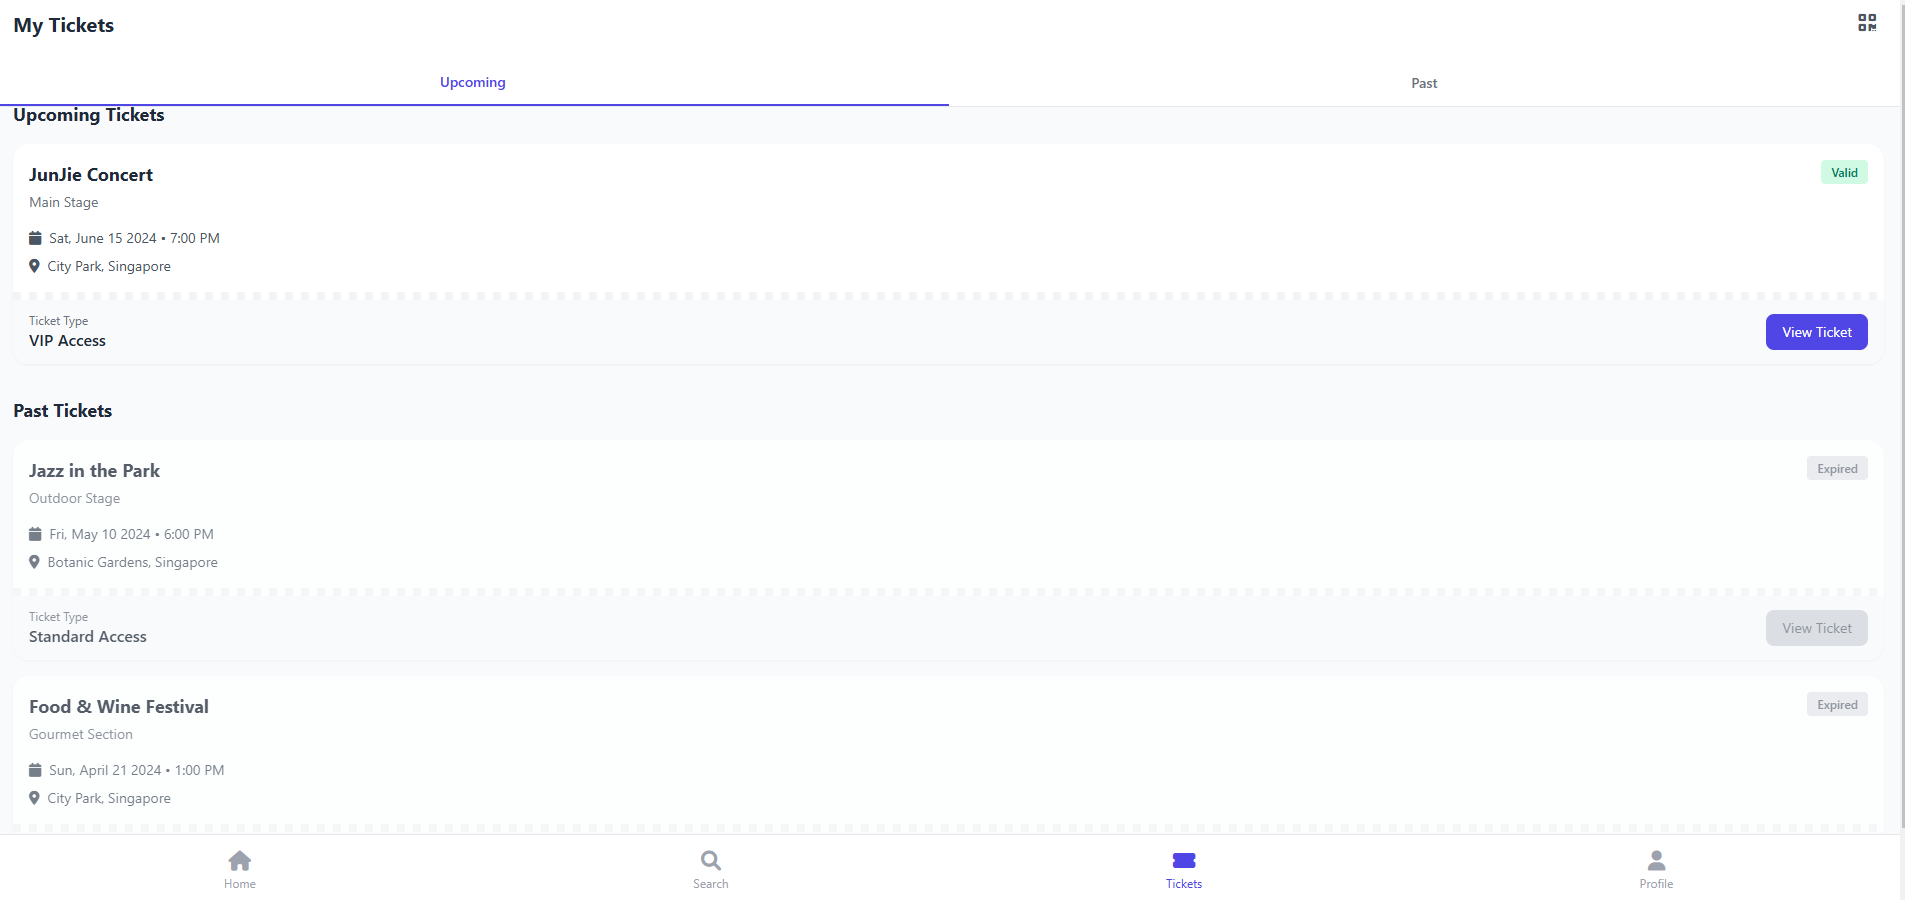 My Tickets
Upcoming
Past
Upcoming Tickets
JunJie Concert
Valid
Main Stage
Sat, June 15 2024 • 7:00 PM
City Park, Singapore
Ticket Type
VIP Access
View Ticket
Past Tickets
Jazz in the Park
Expired
Outdoor Stage
Fri, May 10 2024 • 6:00 PM
Botanic Gardens, Singapore
Ticket Type
Standard Access
View Ticket
Food & Wine Festival
Expired
Gourmet Section
Sun, April 21 2024 • 1:00 PM
City Park, Singapore
Home
Search
Tickets
Profile